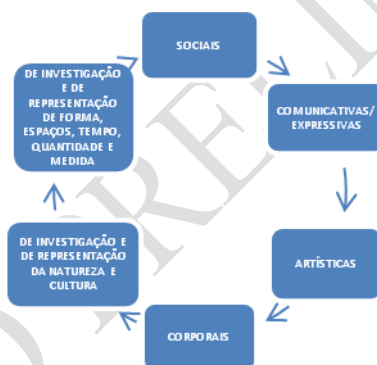 SOCIAIS
COMUNICATIVAS/
EXPRESSIVAS
ARTÍSTICAS
CORPORAIS
DE INVESTIGAÇÃO E
DE REPRESENTAÇÃO
DA NATUREZA E
CULTURA
DE INVESTIGAÇÃO
E DE
REPRESENTAÇÃO
DE FORMA,
ESPAÇOS, TEMPO,
QUANTIDADE E
MEDIDA